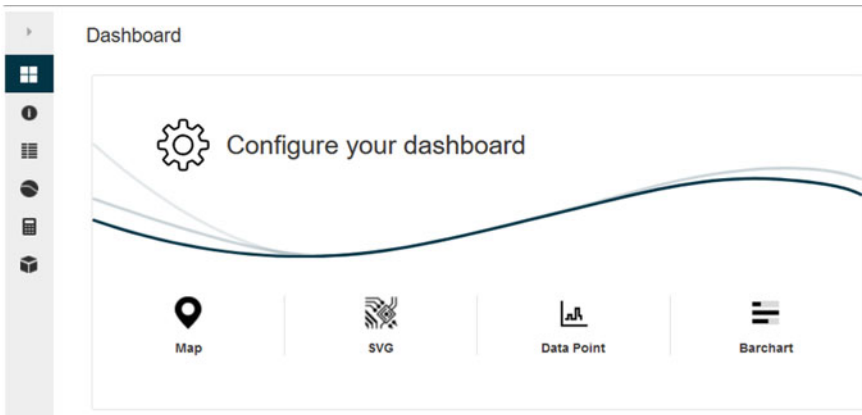 Dashboard
Configure your dashboard
Map
SVG
Data Point
Barchart